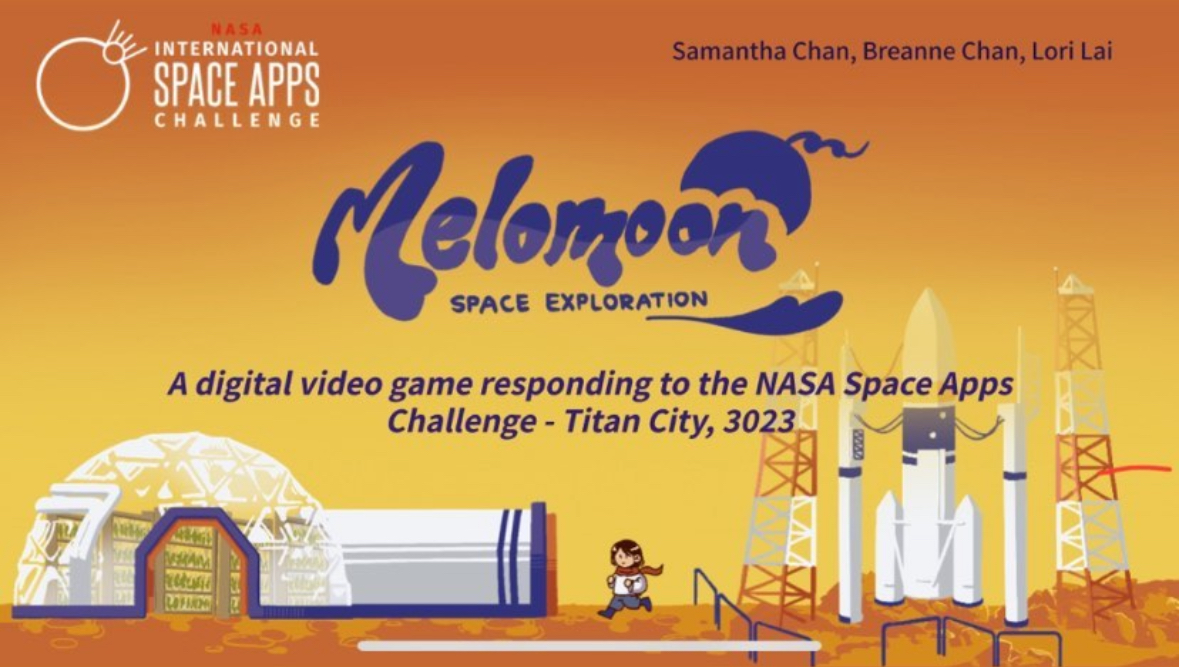 NASA
INTERNATIONAL
SPACE APPS
CHALLENGE
Samantha Chan, Breanne Chan, Lori Lai
Melomoon
SPACE EXPLORATION
A digital video game responding to the NASA Space Apps
Challenge - Titan City, 3023